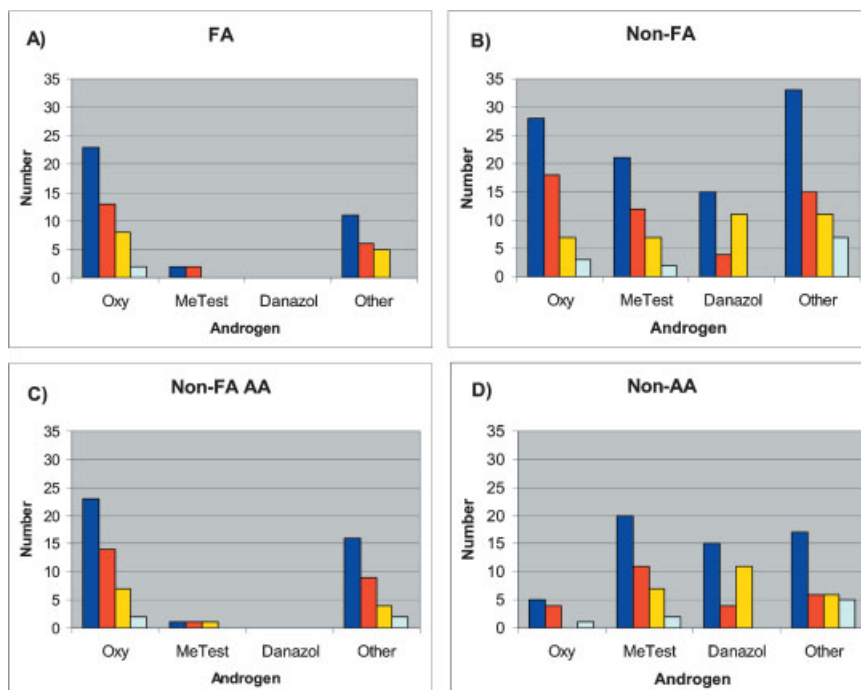 A) FA
35
30
25
20
15
10
5
0
Number
Oxy MeTest Danazol Other
Androgen
B) Non-FA
35
30
25
20
15
10
5
0
Number
Oxy MeTest Danazol Other
Androgen
C) Non-FA AA
35
30
25
20
15
10
5
0
Number
Oxy MeTest Danazol Other
Androgen
D) Non-AA
35
30
25
20
15
10
5
0
Number
Oxy MeTest Danazol Other
Androgen